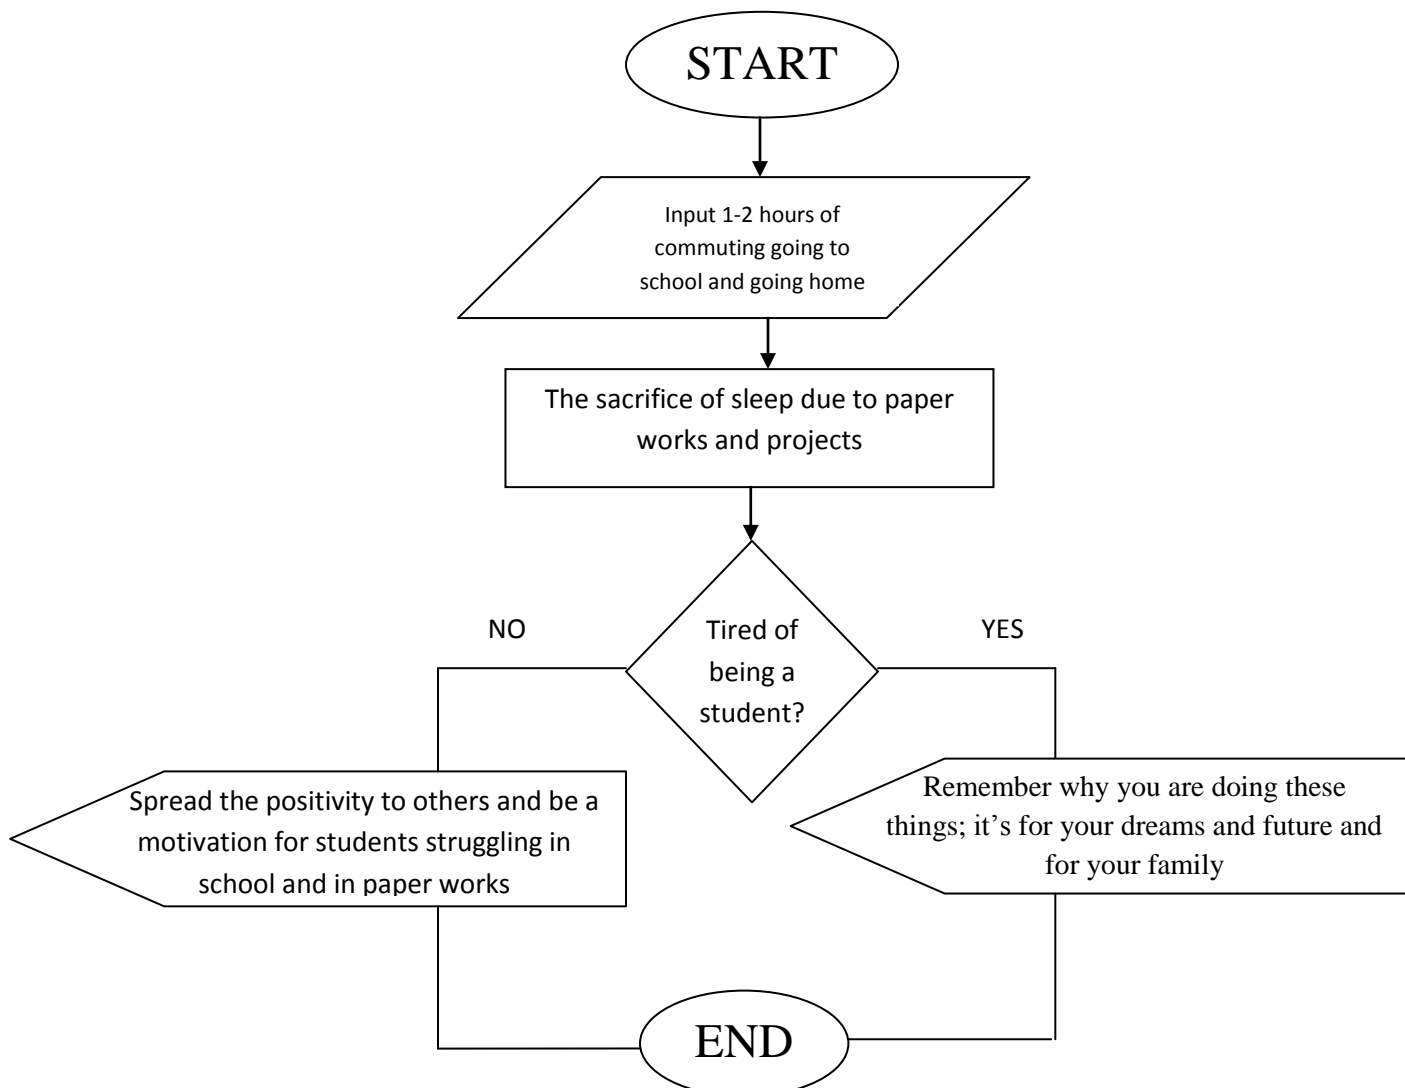 START
Input 1-2 hours of
commuting going to
school and going home
The sacrifice of sleep due to paper
works and projects
NO
Tired of
being a
student?
YES
Spread the positivity to others and be a
motivation for students struggling in
school and in paper works
Remember why you are doing these
things; it’s for your dreams and future and
for your family
END